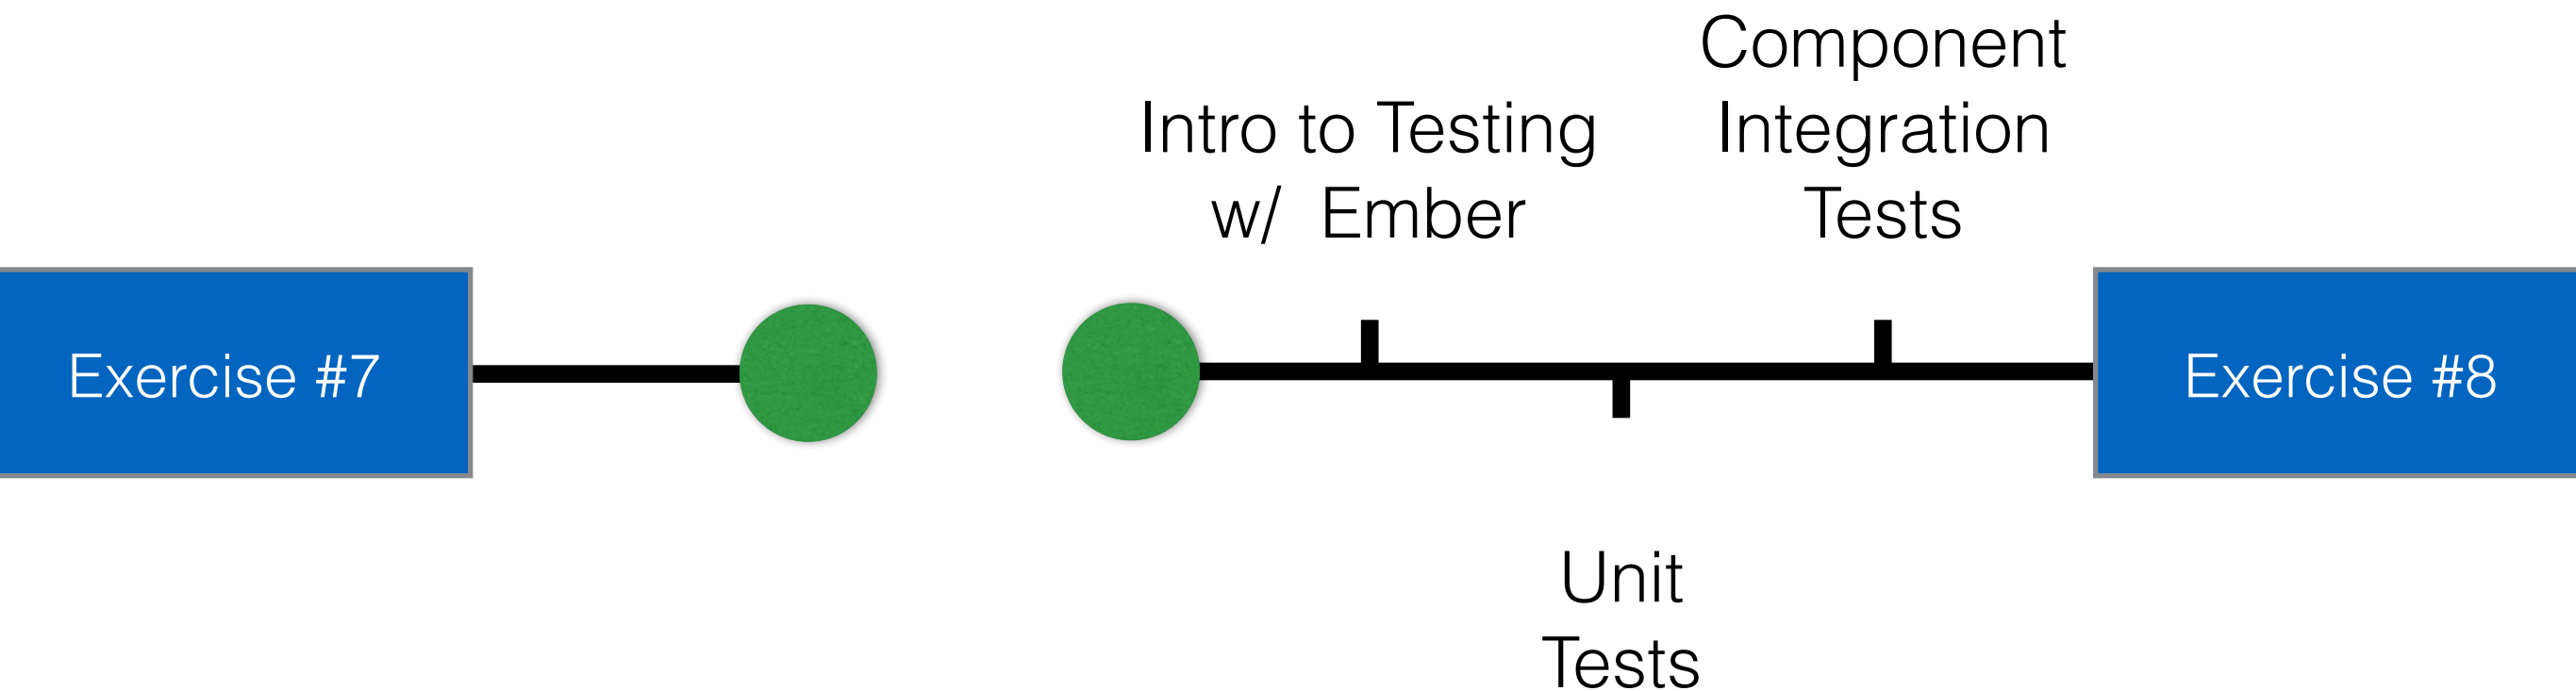 Exercise #7
Intro to Testing
w/ Ember
Unit
Tests
Component
Integration
Tests
Exercise #8